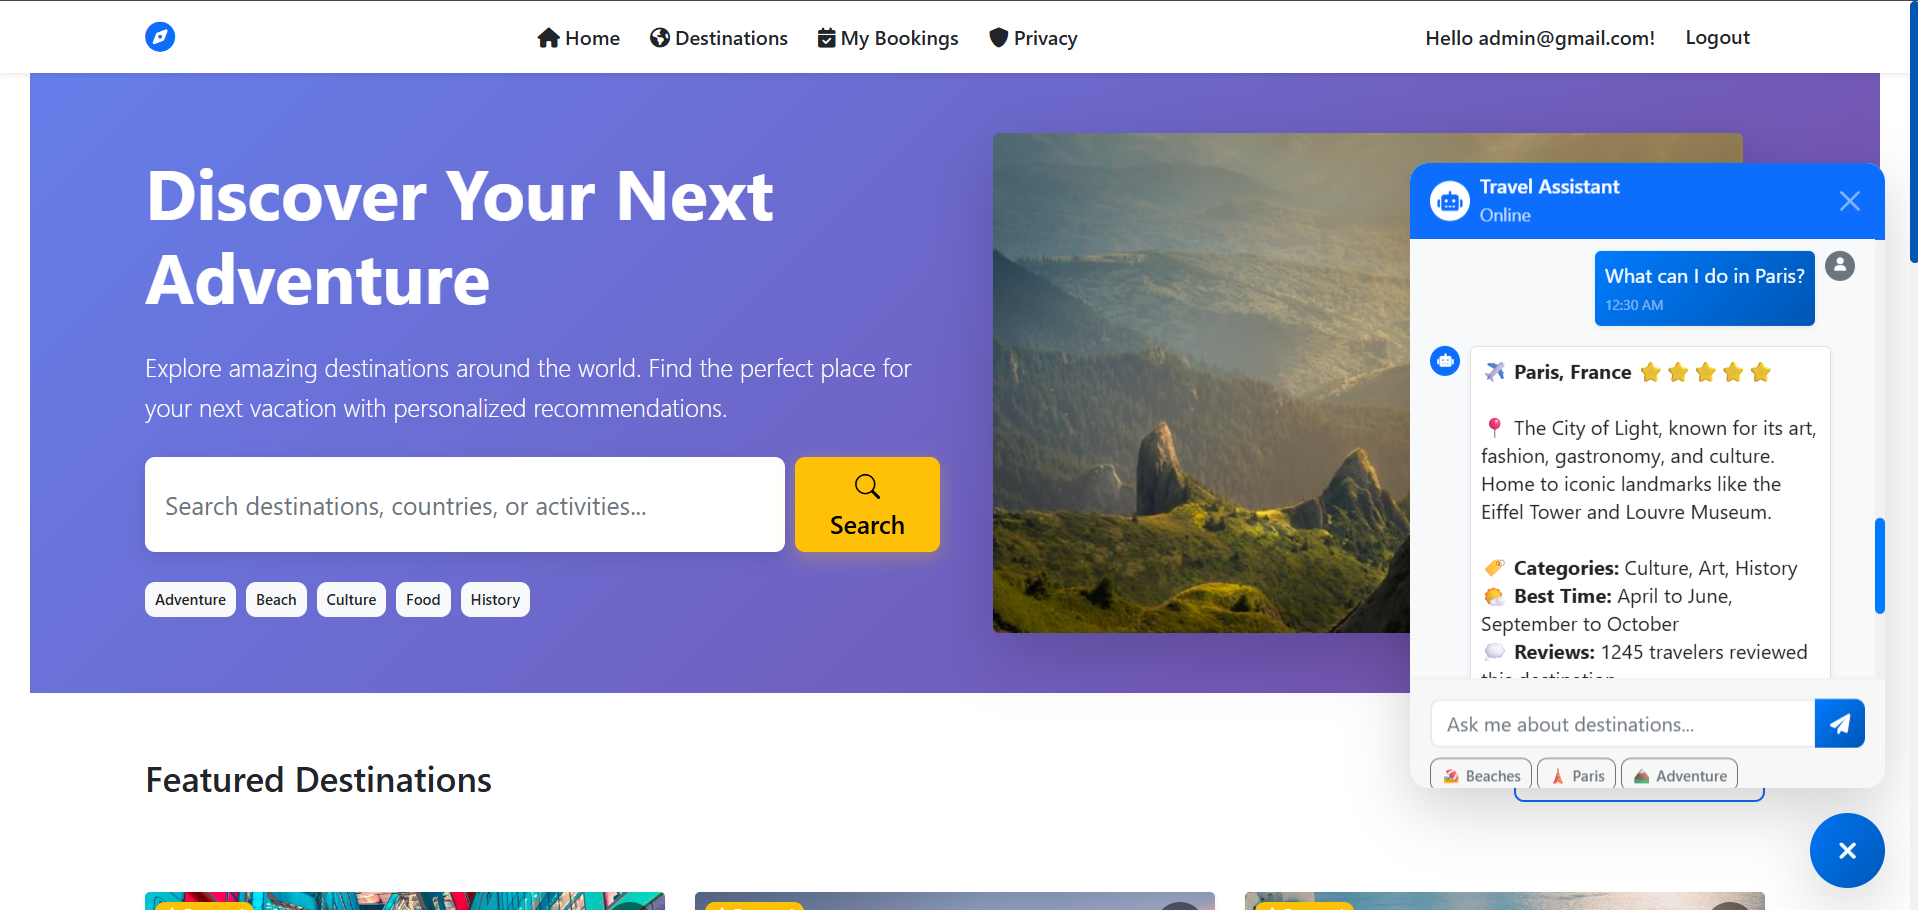 Home
Destinations
My Bookings
Privacy
Hello admin@gmail.com!
Logout
Discover Your Next
Adventure
Explore amazing destinations around the world. Find the perfect place for
your next vacation with personalized recommendations.
Search destinations, countries, or activities...
Search
Adventure
Beach
Culture
Food
History
Featured Destinations
Travel Assistant
Online
What can I do in Paris?
12:30 AM
Paris, France
The City of Light, known for its art,
fashion, gastronomy, and culture.
Home to iconic landmarks like the
Eiffel Tower and Louvre Museum.
Categories: Culture, Art, History
Best Time: April to June,
September to October
Reviews: 1245 travelers reviewed
this destination
Ask me about destinations...
Beaches
Paris
Adventure